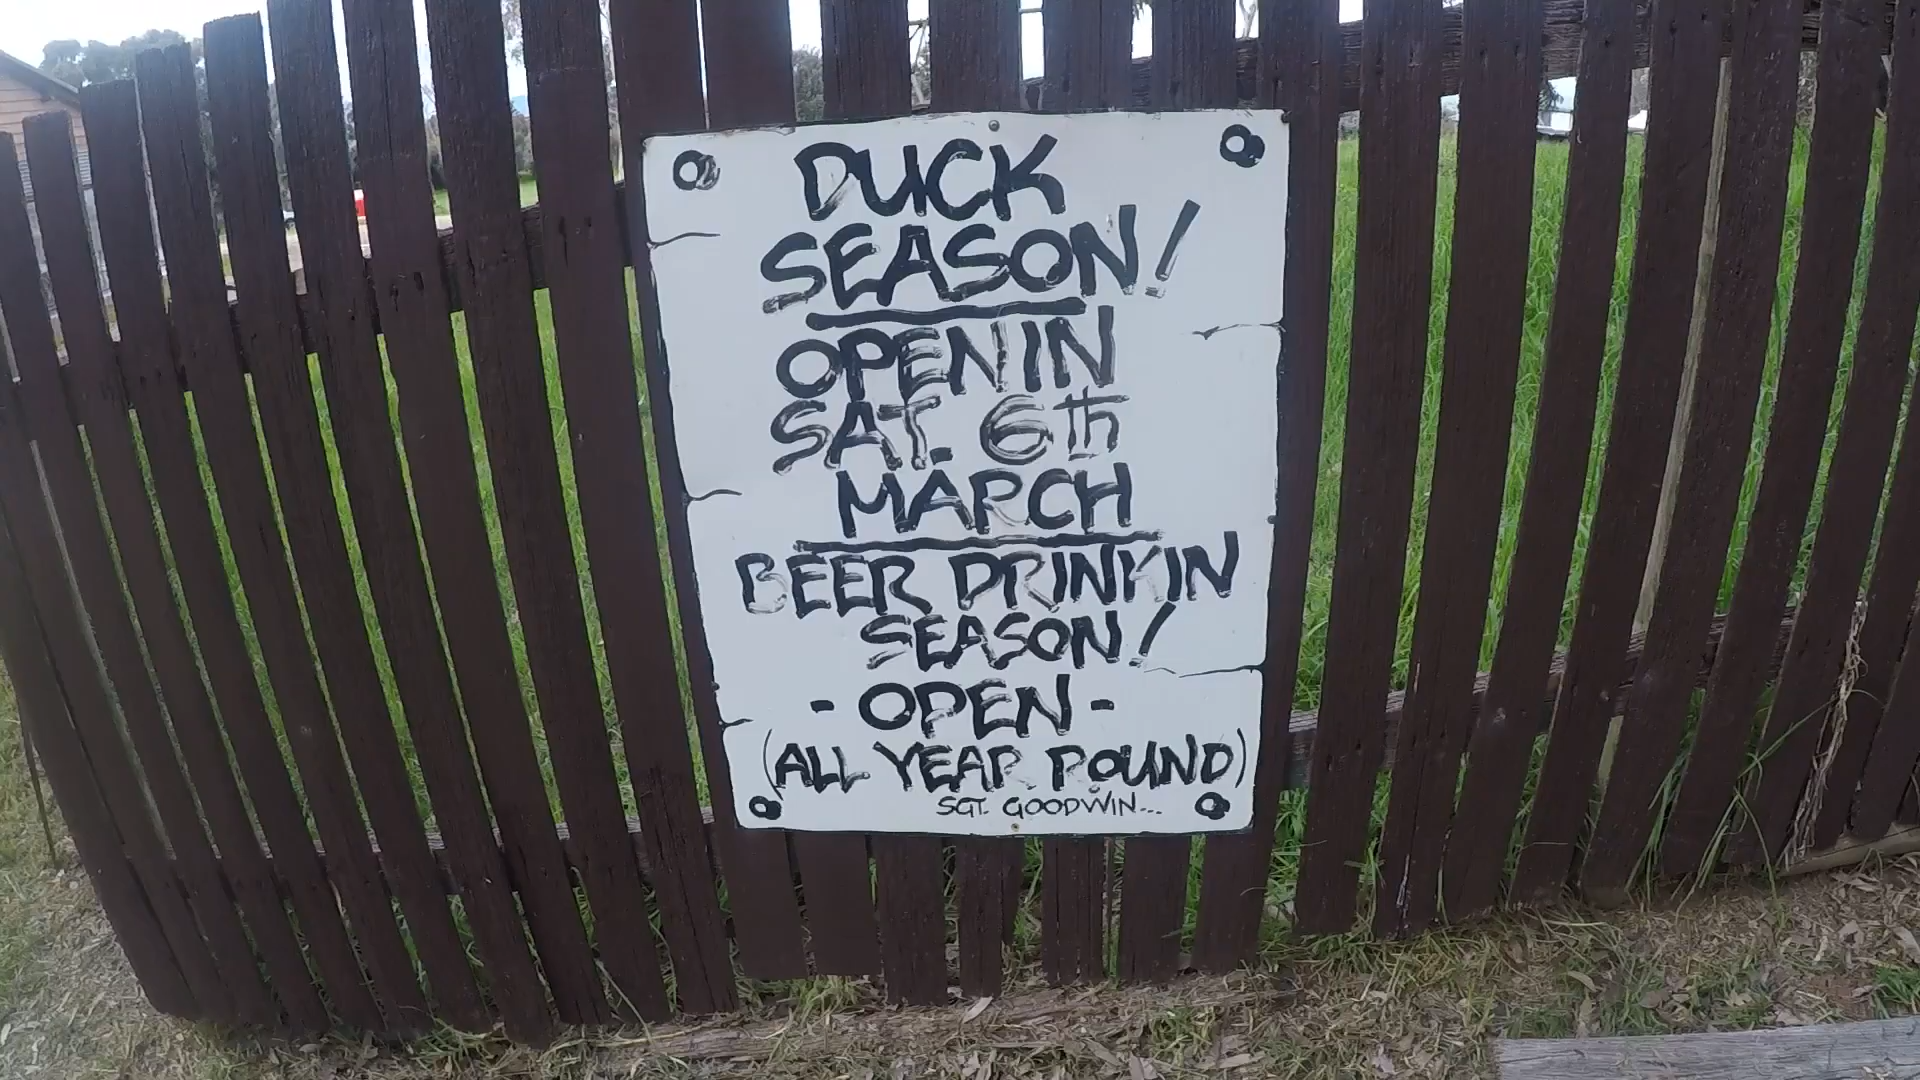 DUCK
SEASON!
OPEN IN
SAT. 6th
MARCH
BEER DRINKIN
SEASON!
- OPEN -
(ALL YEAR ROUND)
SGT. GOODWIN...